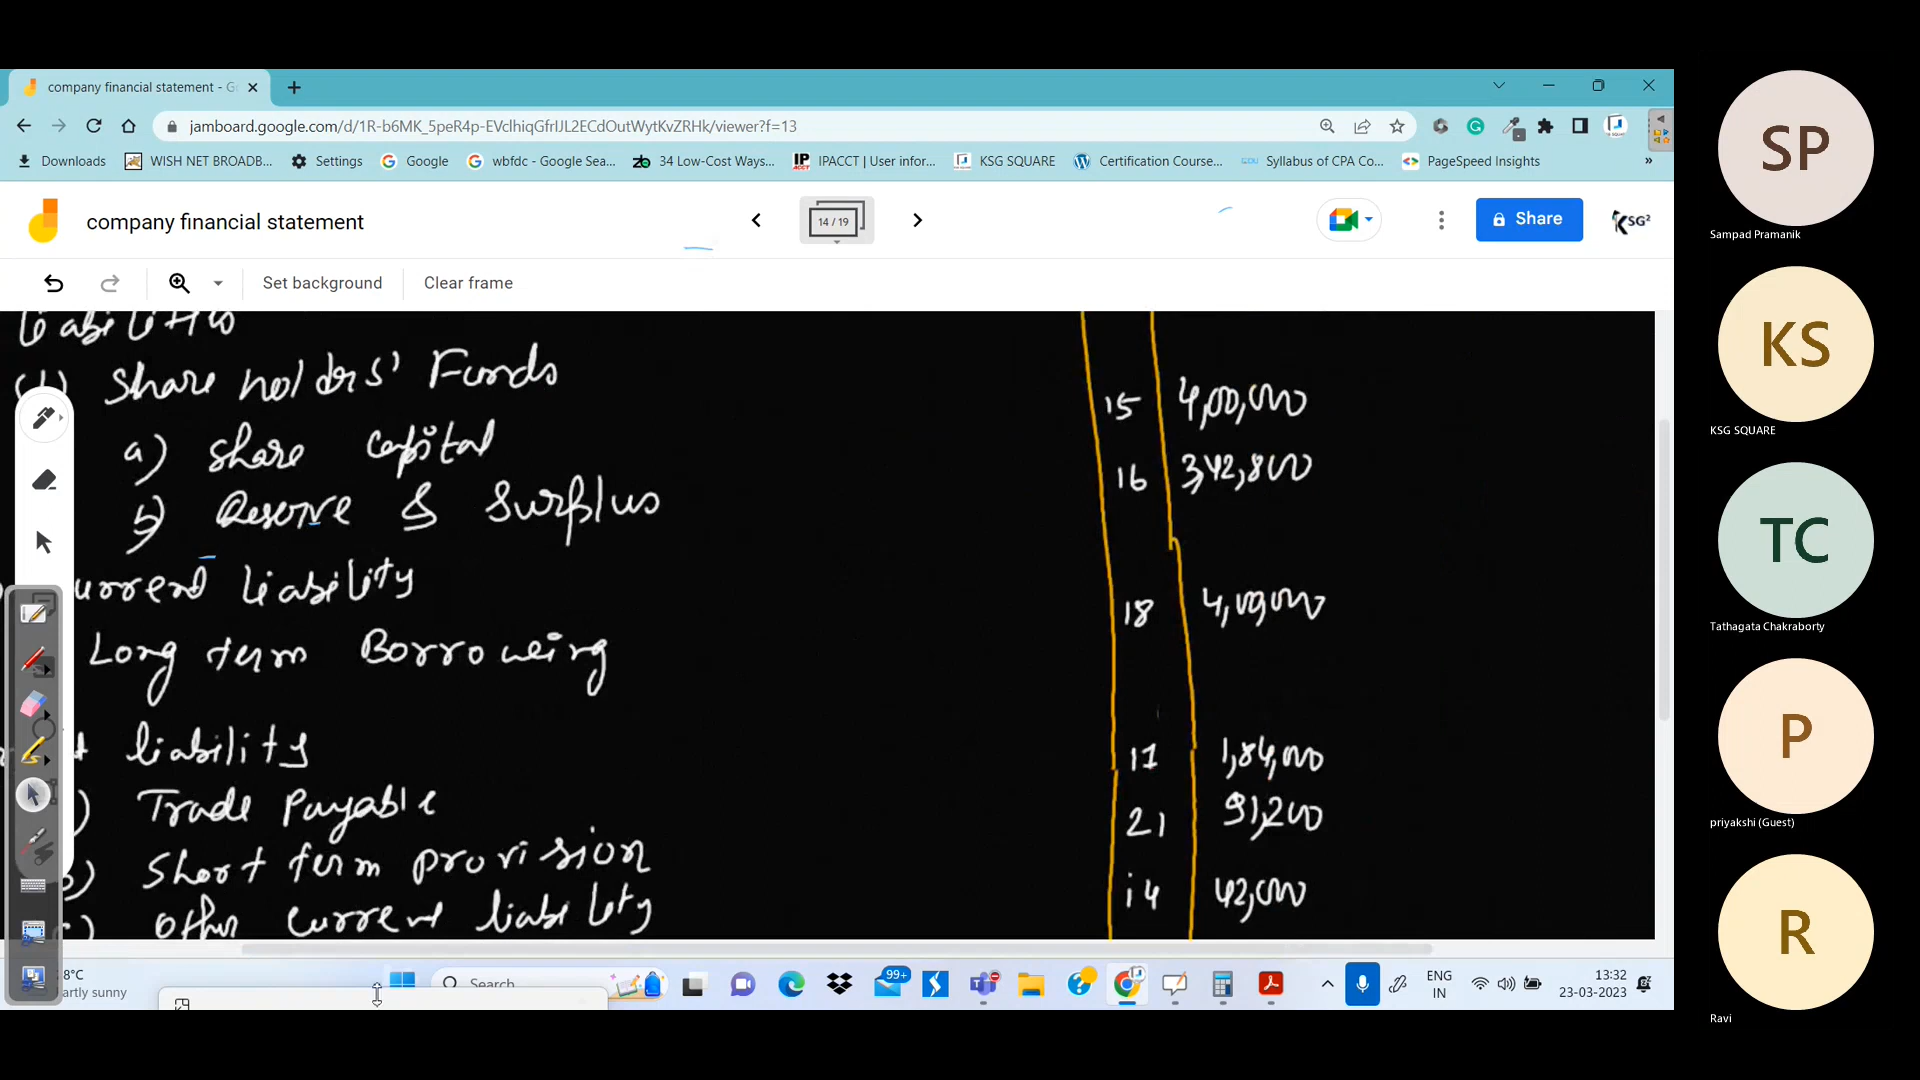 company financial statement - G
jamboard.google.com/d/1R-b6MK_5peR4p-EVclhiqGfrIJL2ECdOutWytKvZRHk/viewer?f=13
Downloads WISH NET BROADB... Settings Google wbfdc - Google Sea... 34 Low-Cost Ways... IPACCT | User infor... KSG SQUARE Certification Course... Syllabus of CPA Co... PageSpeed Insights »
company financial statement 14 / 19 Share KSG²
Set background Clear frame
Share holders' Funds
15 4,00,000
a) Share capital
16 3,42,800
b) Reserve & Surplus
urrent liability
18 4,00,000
Long term Borrowing
liability
1,84,000
) Trade Payable
21 91,200
b) Short term provision
14 42,000
c) Other current liability
8°C
artly sunny
Search
99+
ENG
IN
13:32
23-03-2023
SP
Sampad Pramanik
KS
KSG SQUARE
TC
Tathagata Chakraborty
P
priyakshi (Guest)
R
Ravi